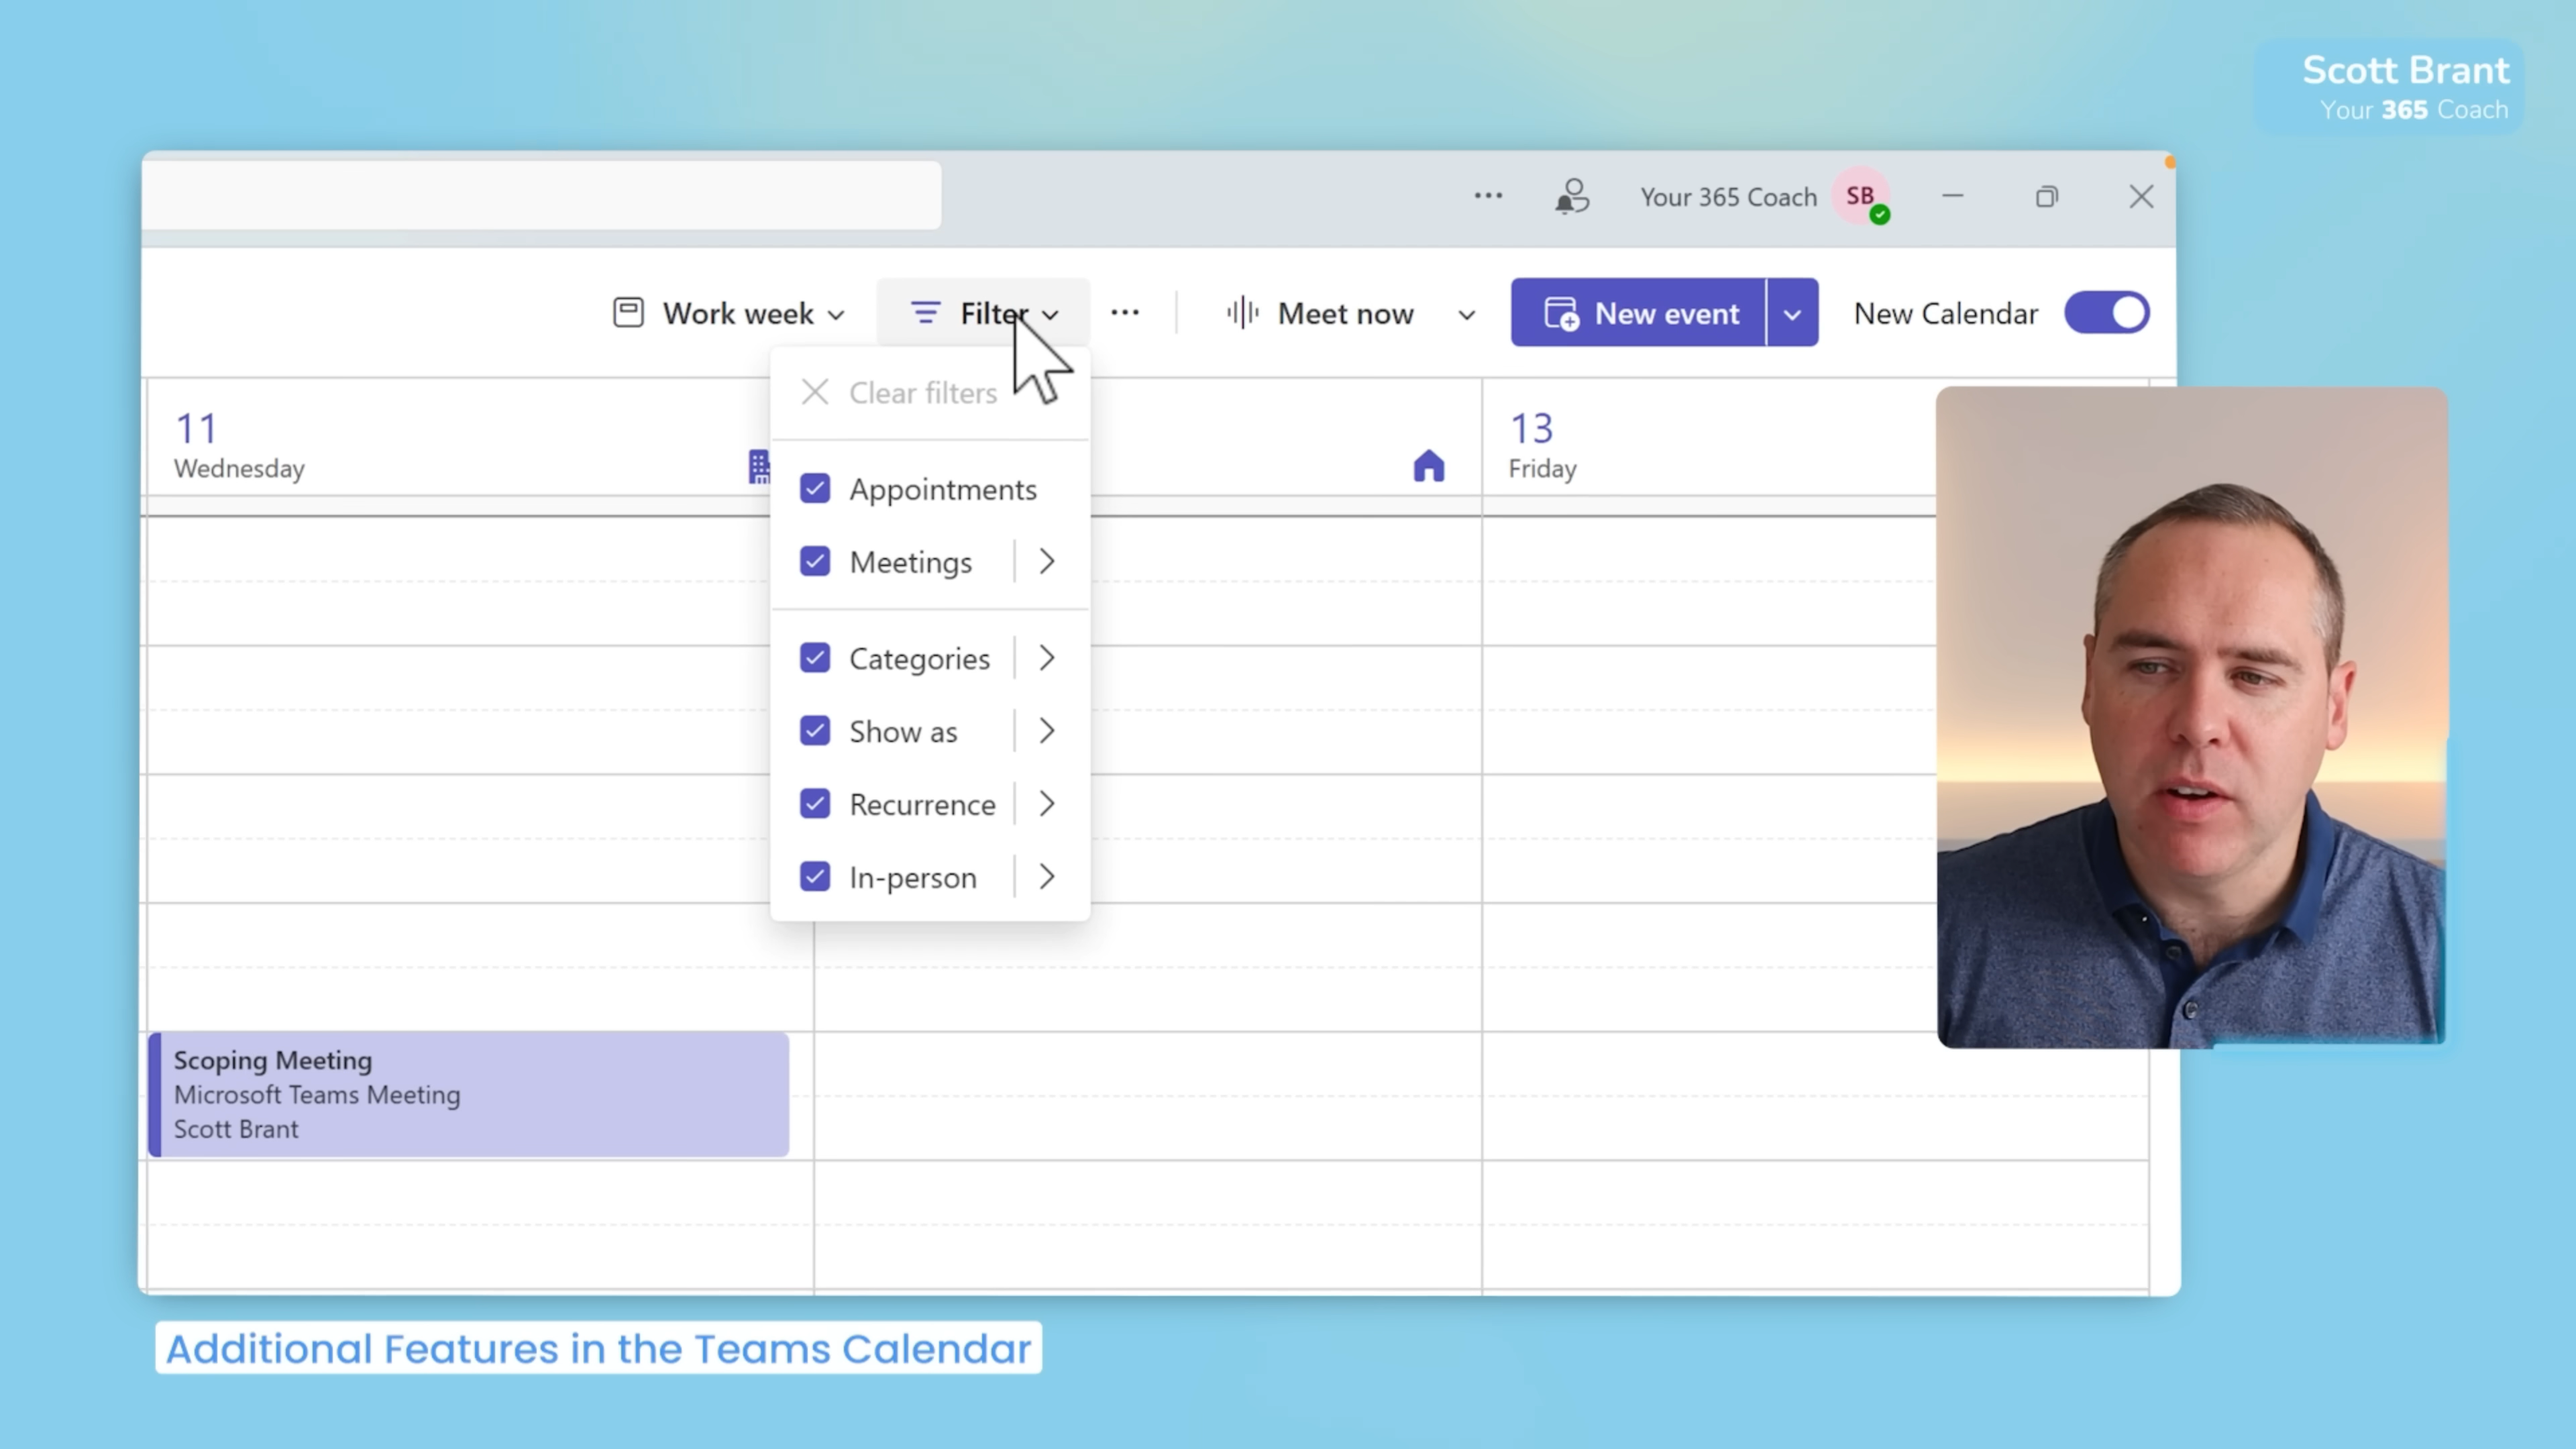 Scott Brant
Your 365 Coach
Your 365 Coach SB
Work week Filter Meet now New event New Calendar
Clear filters
Appointments
Meetings
Categories
Show as
Recurrence
In-person
11
Wednesday
13
Friday
Scoping Meeting
Microsoft Teams Meeting
Scott Brant
Additional Features in the Teams Calendar